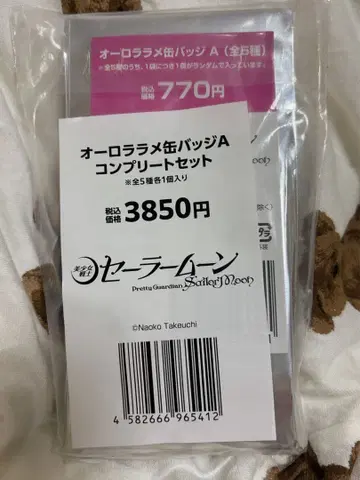 オーロララメ缶バッジ A (全5種)
※全5種のうち、1袋につき1個がランダムで入っています。
税込価格 770円
オーロララメ缶バッジA
コンプリートセット
※全5種各1個入り
税込価格 3850円
美少女戦士 セーラームーン
Pretty Guardian Sailor Moon
©Naoko Takeuchi
4 582666 965412